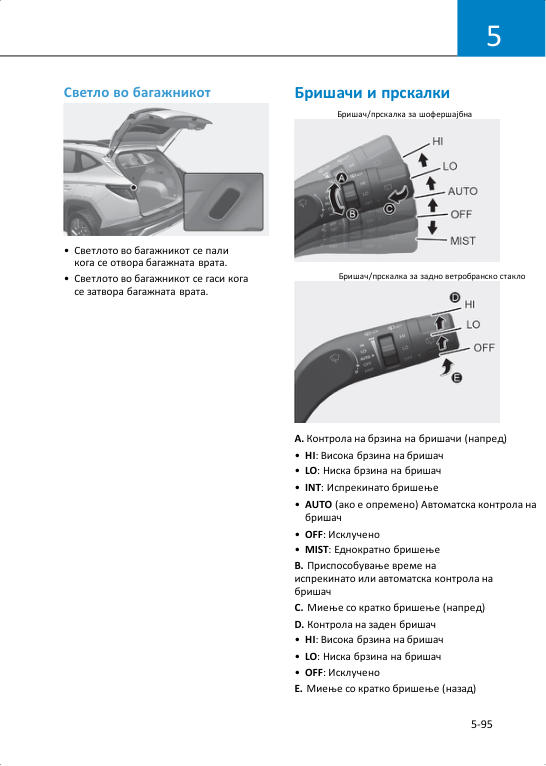 5
Светло во багажникот
• Светлото во багажникот се пали
кога се отвора багажната врата.
• Светлото во багажникот се гаси кога
се затвора багажната врата.
Бришачи и прскалки
Бришач/прскалка за шофершајбна
HI
LO
AUTO
OFF
MIST
A
B
C
Бришач/прскалка за задно ветробранско стакло
D
HI
LO
OFF
E
A. Контрола на брзина на бришачи (напред)
• HI: Висока брзина на бришач
• LO: Ниска брзина на бришач
• INT: Испрекинато бришење
• AUTO (ако е опремено) Автоматска контрола на
бришач
• OFF: Исклучено
• MIST: Еднократно бришење
B. Приспособување време на
испрекинато или автоматска контрола на
бришач
C. Миење со кратко бришење (напред)
D. Контрола на заден бришач
• HI: Висока брзина на бришач
• LO: Ниска брзина на бришач
• OFF: Исклучено
E. Миење со кратко бришење (назад)
5-95